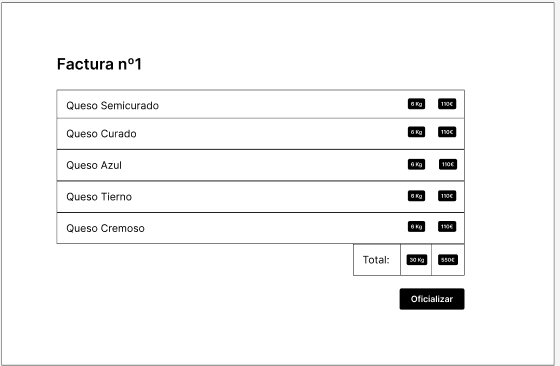 Factura nº1
Queso Semicurado 6 Kg 110€
Queso Curado 6 Kg 110€
Queso Azul 6 Kg 110€
Queso Tierno 6 Kg 110€
Queso Cremoso 6 Kg 110€
Total: 30 Kg 550€
Oficializar